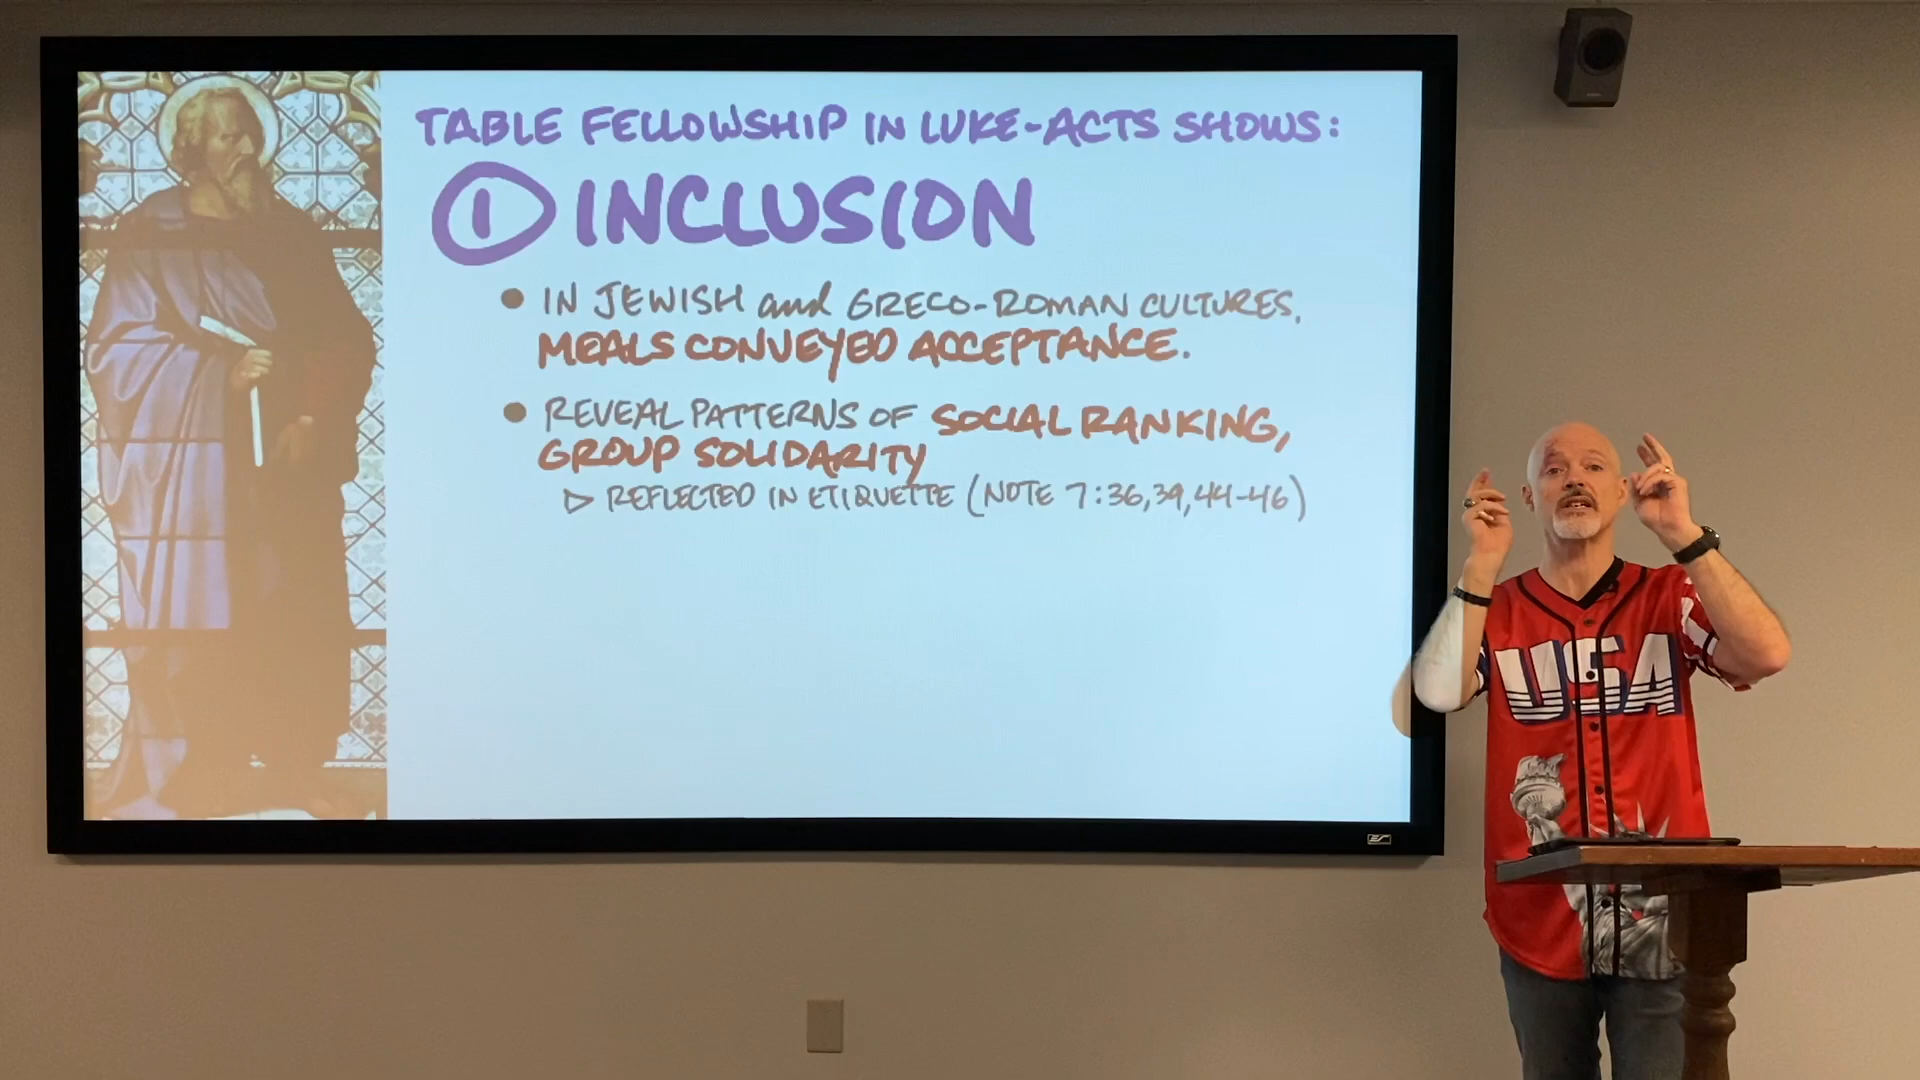 TABLE FELLOWSHIP IN LUKE-ACTS SHOWS:
1 INCLUSION
• IN JEWISH and GRECO-ROMAN CULTURES,
MEALS CONVEYED ACCEPTANCE.
• REVEAL PATTERNS OF SOCIAL RANKING,
GROUP SOLIDARITY
▷ REFLECTED IN ETIQUETTE (NOTE 7:36,39,44-46)
USA